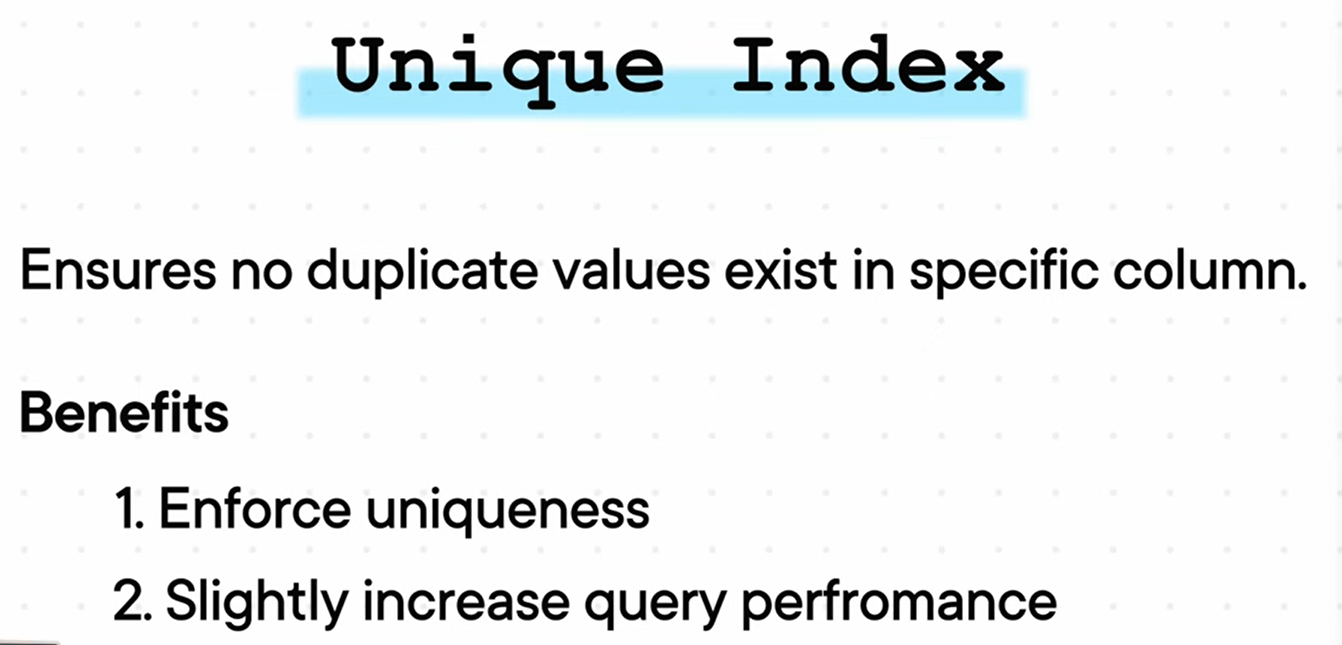 Unique Index
Ensures no duplicate values exist in specific column.
Benefits
1. Enforce uniqueness
2. Slightly increase query perfromance